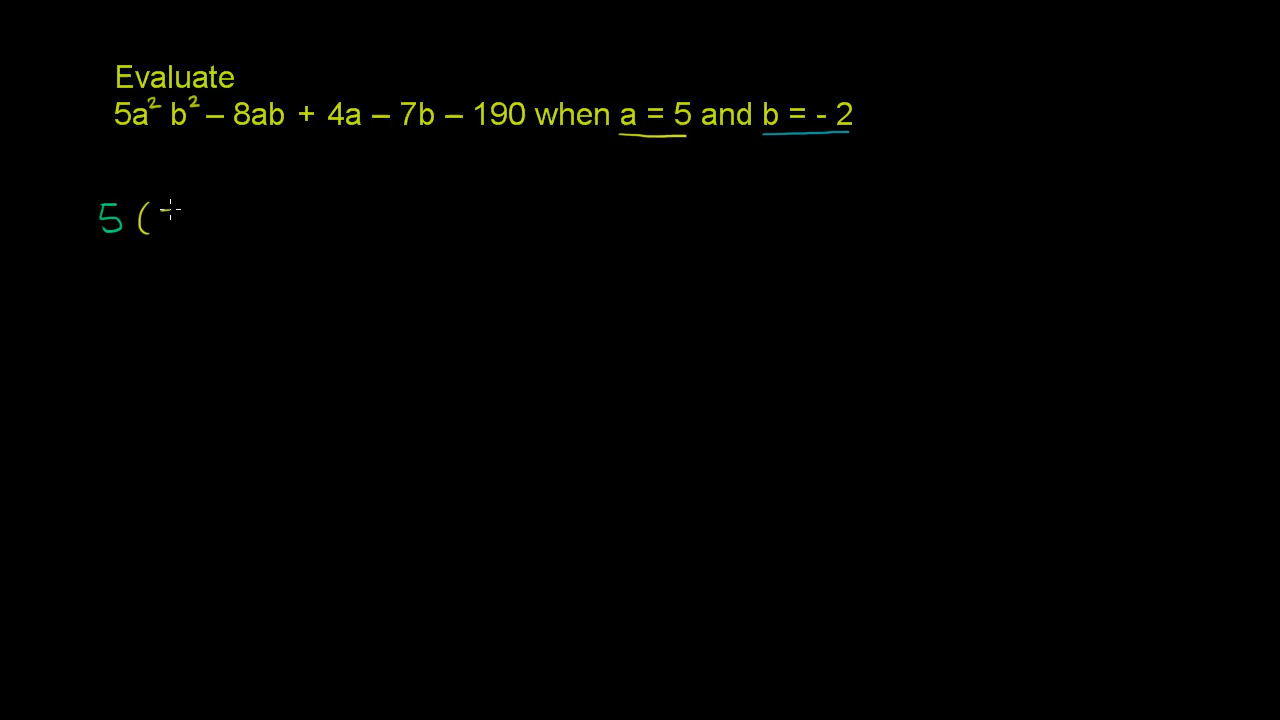 Evaluate
5a² b² – 8ab + 4a – 7b – 190 when a = 5 and b = - 2
5 (